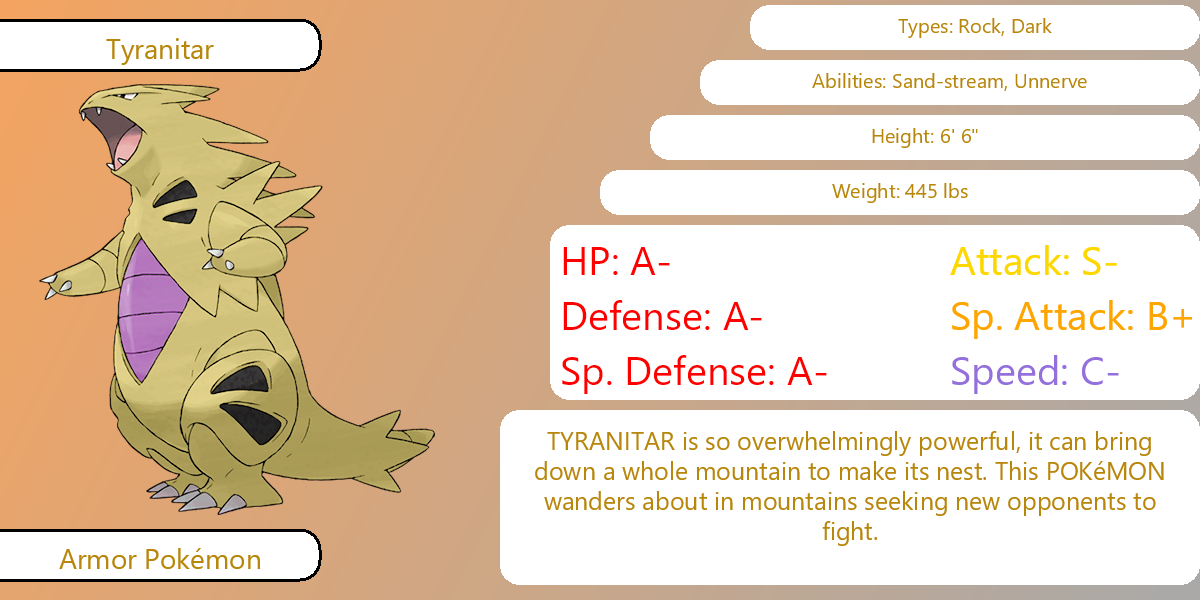 Tyranitar
Types: Rock, Dark
Abilities: Sand-stream, Unnerve
Height: 6' 6"
Weight: 445 lbs
HP: A-
Attack: S-
Defense: A-
Sp. Attack: B+
Sp. Defense: A-
Speed: C-
TYRANITAR is so overwhelmingly powerful, it can bring
down a whole mountain to make its nest. This POKéMON
wanders about in mountains seeking new opponents to
fight.
Armor Pokémon